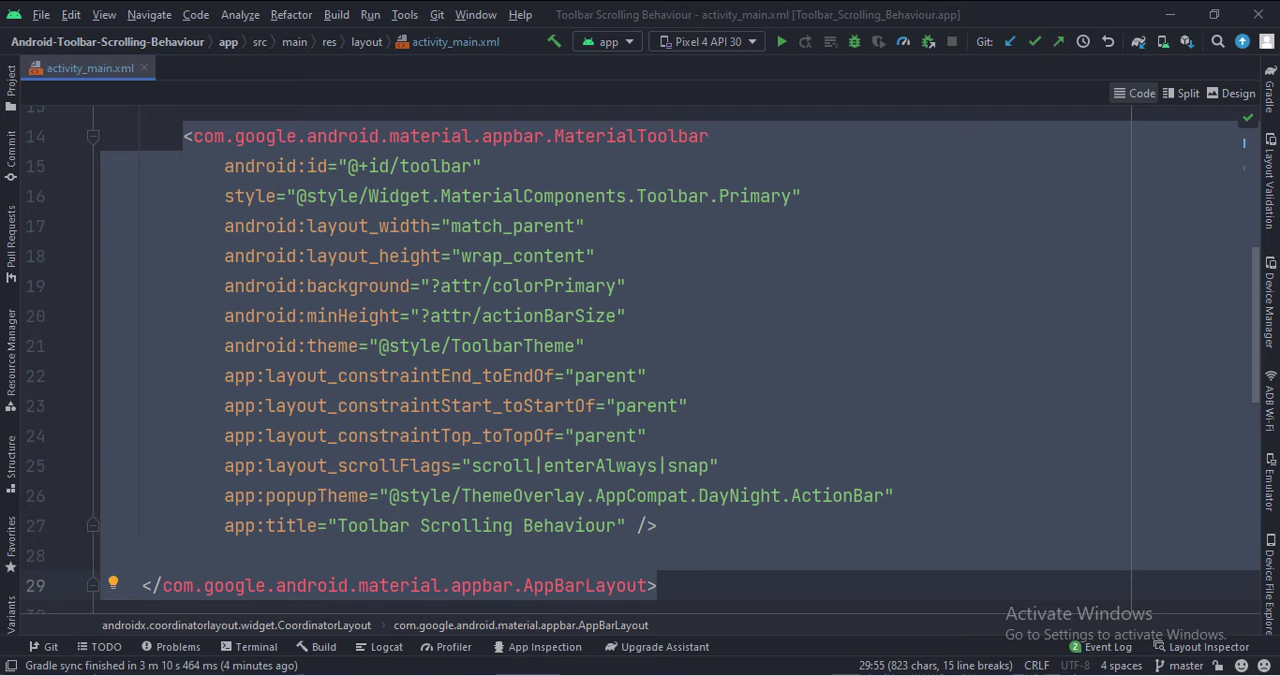 File Edit View Navigate Code Analyze Refactor Build Run Tools Git Window Help Toolbar Scrolling Behaviour - activity_main.xml [Toolbar_Scrolling_Behaviour.app]
Android-Toolbar-Scrolling-Behaviour app src main res layout activity_main.xml app Pixel 4 API 30 Git:
activity_main.xml
Code Split Design
14 <com.google.android.material.appbar.MaterialToolbar
15 android:id="@+id/toolbar"
16 style="@style/Widget.MaterialComponents.Toolbar.Primary"
17 android:layout_width="match_parent"
18 android:layout_height="wrap_content"
19 android:background="?attr/colorPrimary"
20 android:minHeight="?attr/actionBarSize"
21 android:theme="@style/ToolbarTheme"
22 app:layout_constraintEnd_toEndOf="parent"
23 app:layout_constraintStart_toStartOf="parent"
24 app:layout_constraintTop_toTopOf="parent"
25 app:layout_scrollFlags="scroll|enterAlways|snap"
26 app:popupTheme="@style/ThemeOverlay.AppCompat.DayNight.ActionBar"
27 app:title="Toolbar Scrolling Behaviour" />
28
29 </com.google.android.material.appbar.AppBarLayout>
Project
Commit
Pull Requests
Resource Manager
Structure
Favorites
Variants
Gradle
Layout Validation
Device Manager
ADB Wi-Fi
Emulator
Device File Explorer
Activate Windows
Go to Settings to activate Windows.
androidx.coordinatorlayout.widget.CoordinatorLayout com.google.android.material.appbar.AppBarLayout
Git TODO Problems Terminal Build Logcat Profiler App Inspection Upgrade Assistant 2 Event Log Layout Inspector
Gradle sync finished in 3 m 10 s 464 ms (4 minutes ago) 29:55 (823 chars, 15 line breaks) CRLF UTF-8 4 spaces master